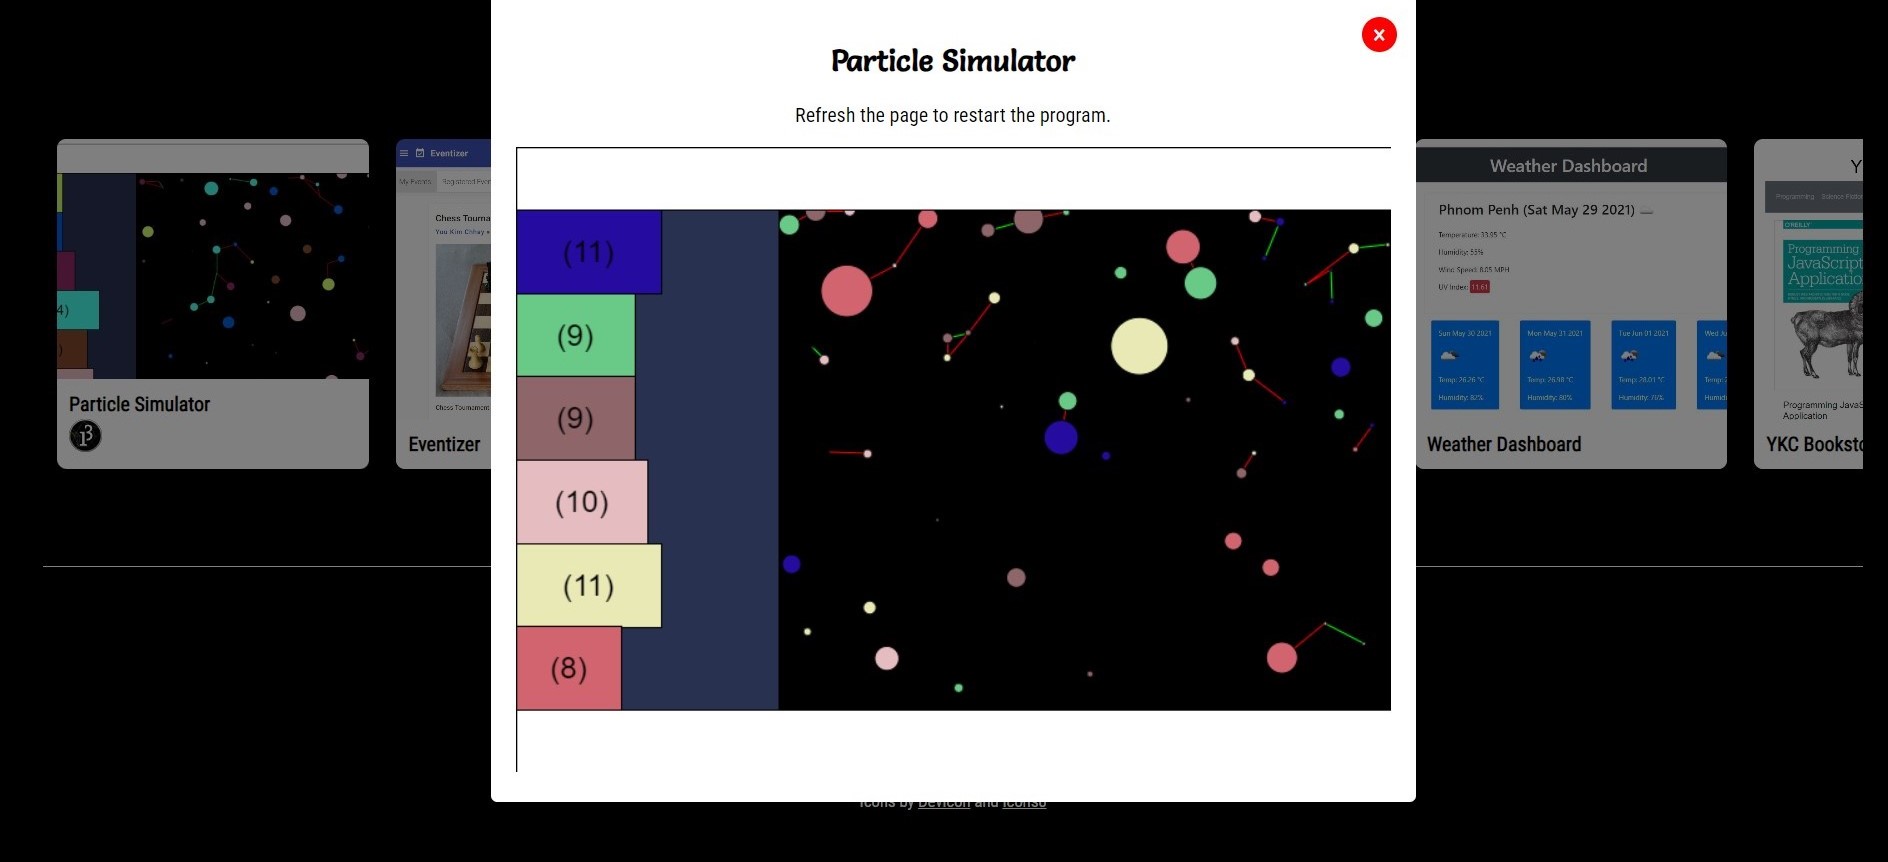 Particle Simulator
Refresh the page to restart the program.
(11)
(9)
(9)
(10)
(11)
(8)
4)
)
Particle Simulator
Eventizer
My Events Registered Even
Chess Tourna
You Kim Chhay •
Chess Tournament
Eventizer
Weather Dashboard
Phnom Penh (Sat May 29 2021)
Temperature: 33.95 °C
Humidity: 55%
Wind Speed: 8.05 MPH
UV Index: 11.61
Sun May 30 2021
Temp: 26.26 °C
Humidity: 82%
Mon May 31 2021
Temp: 26.98 °C
Humidity: 80%
Tue Jun 01 2021
Temp: 28.01 °C
Humidity: 76%
Wed Ju
Temp: 2
Humidi
Weather Dashboard
Y
Programming Science Fiction
O'REILLY
Programming
JavaScript
Applicatio
Programming JavaS
Application
YKC Booksto
Icons by Devicon and Icons8